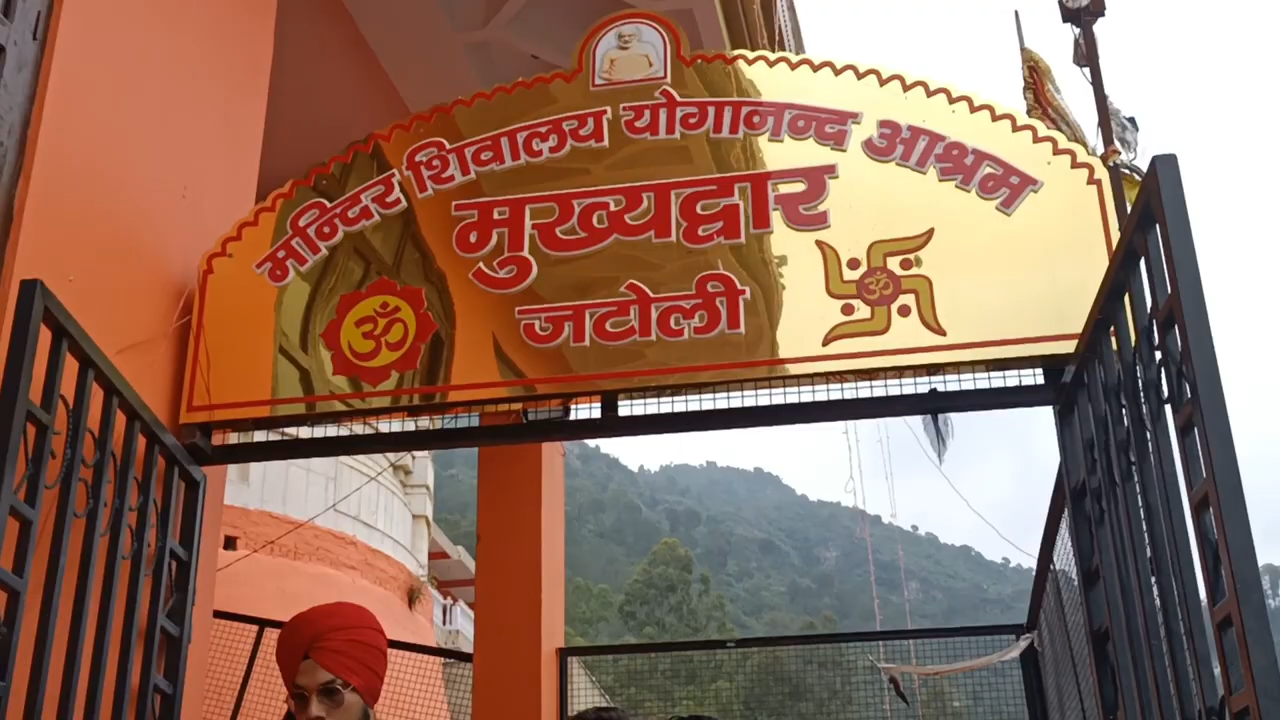 मन्दिर शिवालय योगानन्द आश्रम
मुख्यद्वार
जटोली
ॐ
ॐ